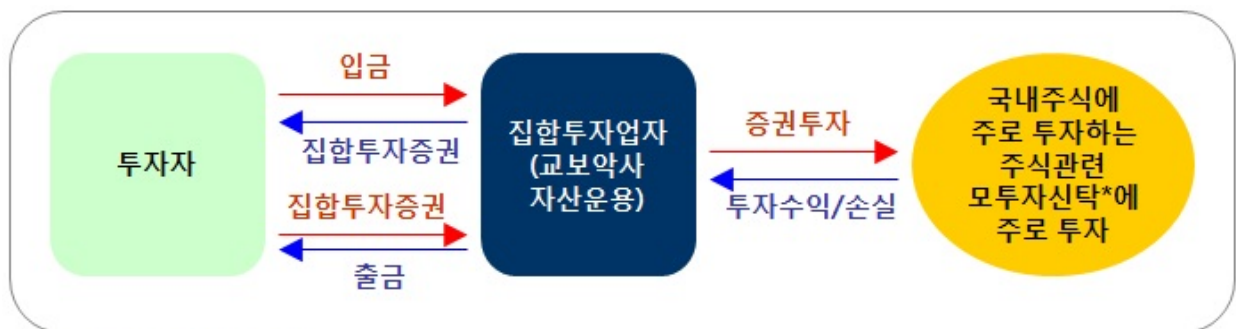 투자자
입금
집합투자증권
집합투자증권
출금
집합투자업자
(교보악사
자산운용)
증권투자
투자수익/손실
국내주식에
주로 투자하는
주식관련
모투자신탁*에
주로 투자